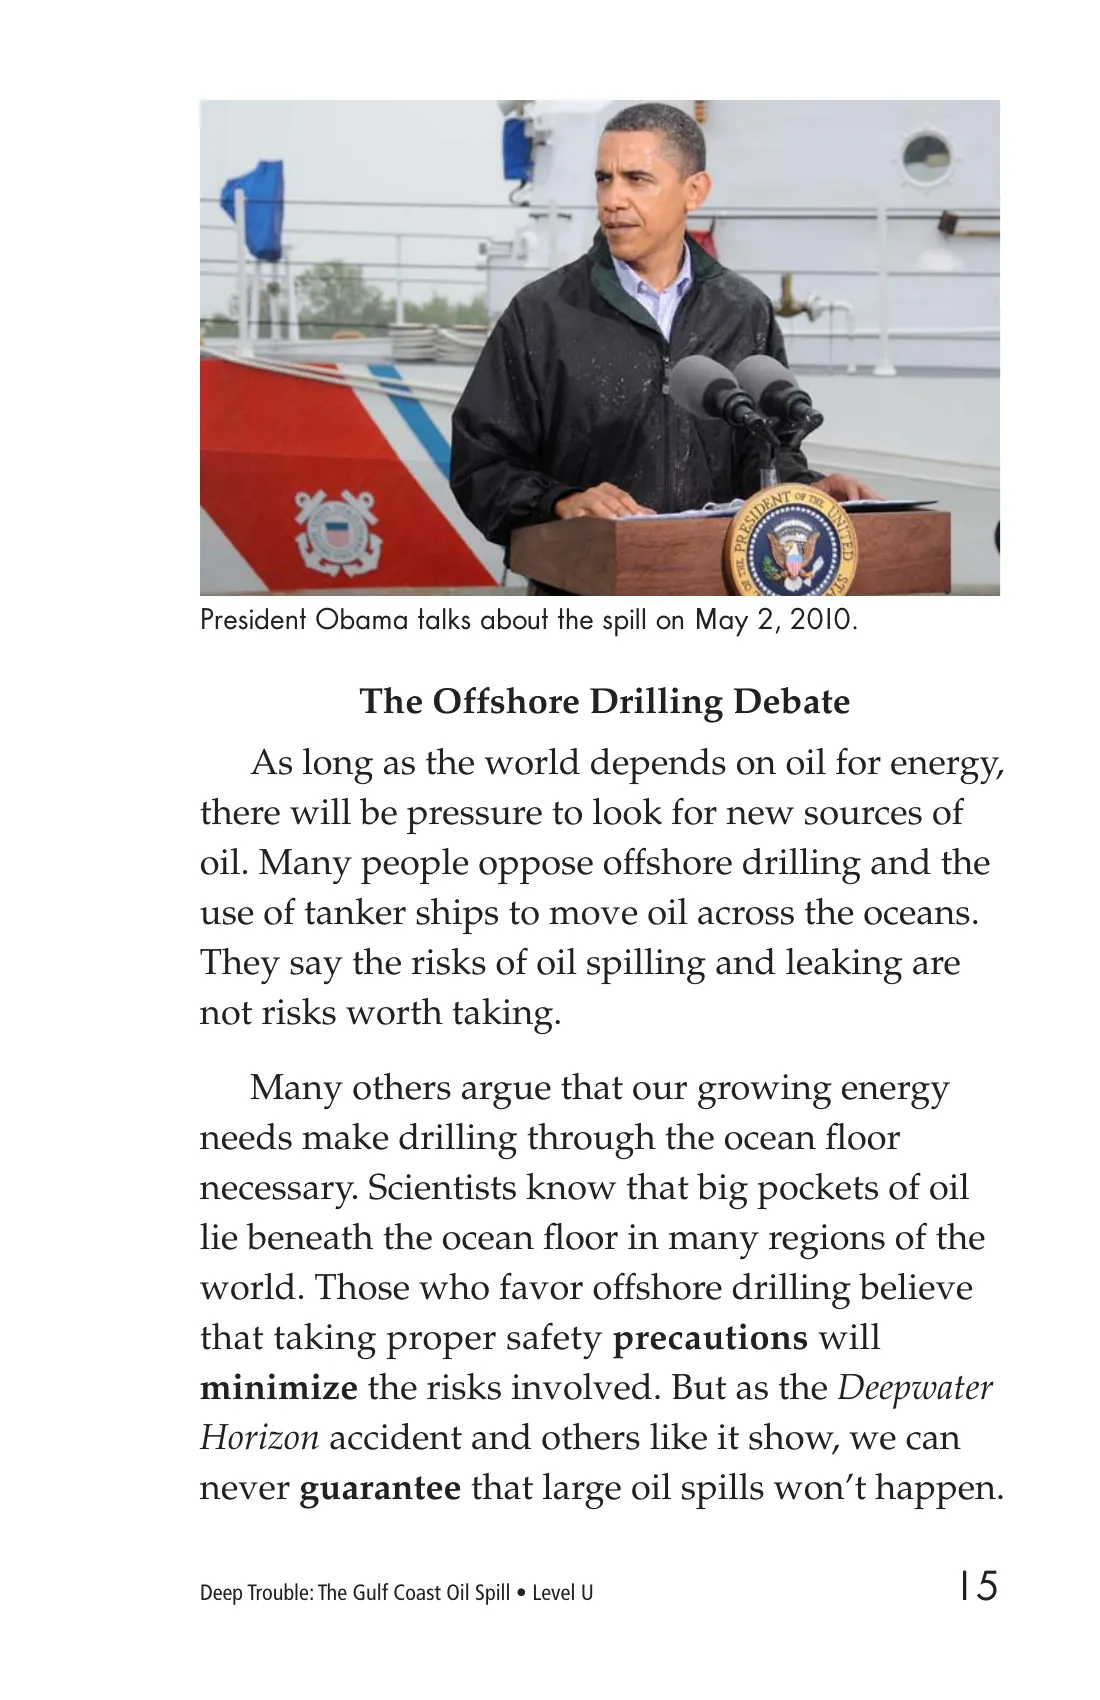 PRESIDENT OF THE UNITED STA
OF THE
President Obama talks about the spill on May 2, 2010.
The Offshore Drilling Debate
As long as the world depends on oil for energy,
there will be pressure to look for new sources of
oil. Many people oppose offshore drilling and the
use of tanker ships to move oil across the oceans.
They say the risks of oil spilling and leaking are
not risks worth taking.
Many others argue that our growing energy
needs make drilling through the ocean floor
necessary. Scientists know that big pockets of oil
lie beneath the ocean floor in many regions of the
world. Those who favor offshore drilling believe
that taking proper safety precautions will
minimize the risks involved. But as the Deepwater
Horizon accident and others like it show, we can
never guarantee that large oil spills won’t happen.
Deep Trouble: The Gulf Coast Oil Spill • Level U
15